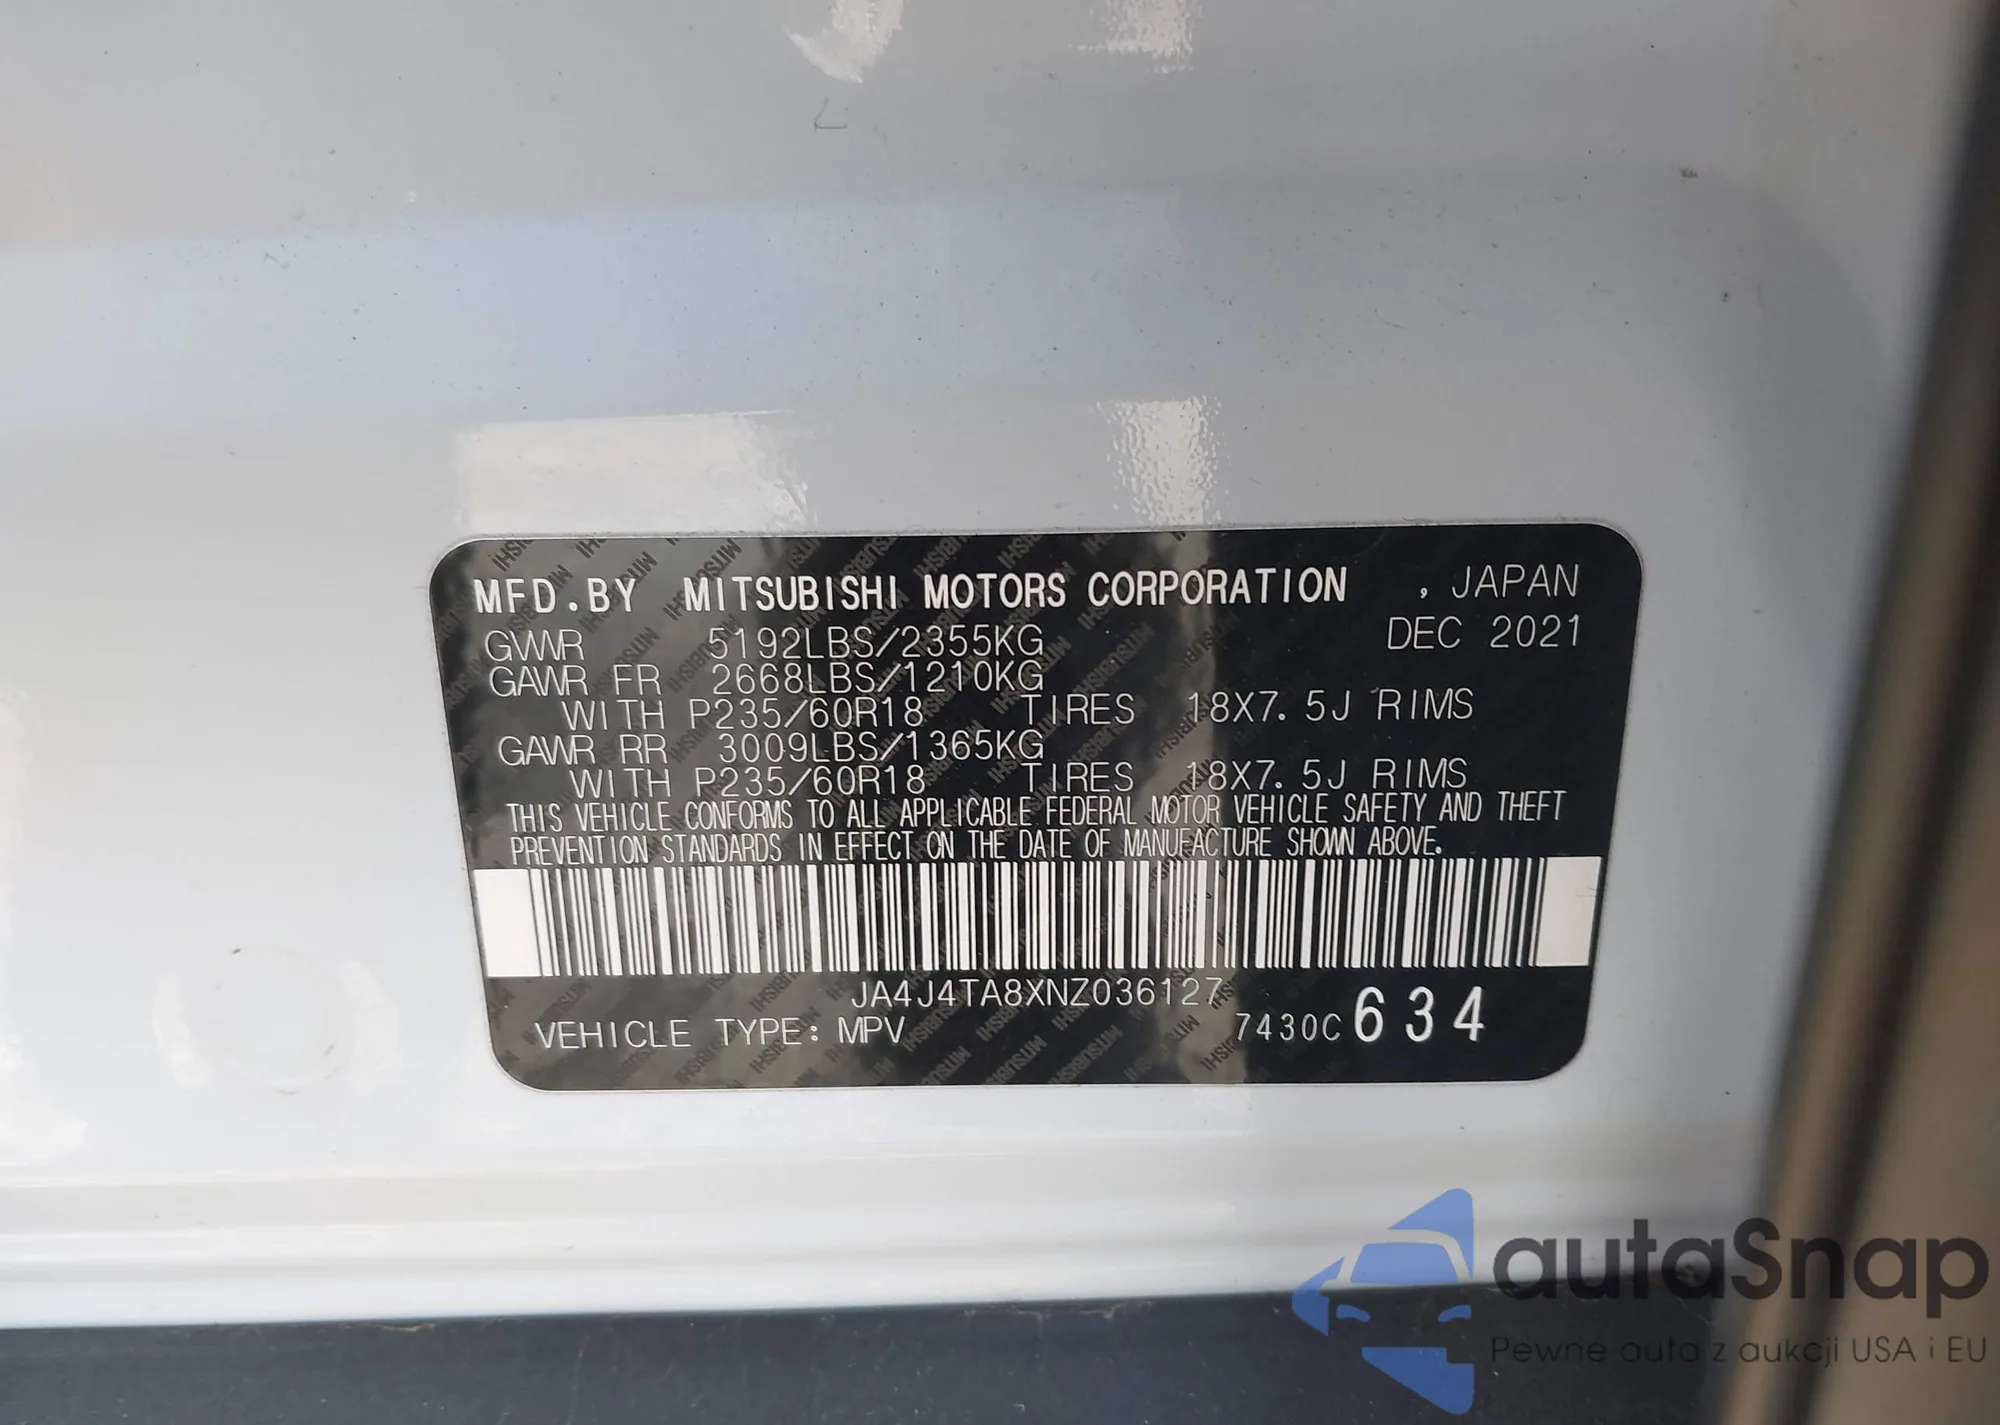 MFD.BY MITSUBISHI MOTORS CORPORATION , JAPAN
GVWR 5192LBS/2355KG DEC 2021
GAWR FR 2668LBS/1210KG
WITH P235/60R18 TIRES 18X7.5J RIMS
GAWR RR 3009LBS/1365KG
WITH P235/60R18 TIRES 18X7.5J RIMS
THIS VEHICLE CONFORMS TO ALL APPLICABLE FEDERAL MOTOR VEHICLE SAFETY AND THEFT
PREVENTION STANDARDS IN EFFECT ON THE DATE OF MANUFACTURE SHOWN ABOVE.
JA4J4TA8XNZ036127
VEHICLE TYPE: MPV 7430C 634
autaSnap
Pewne auta z aukcji USA i EU